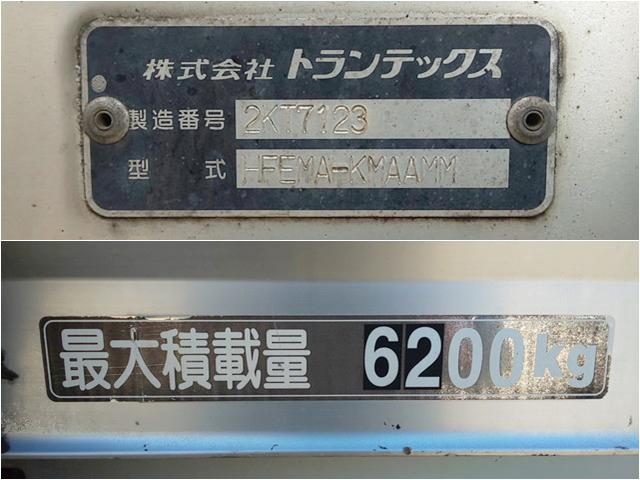 株式会社 トランテックス
製造番号 2KT7123
型式 HFEMA-KMAAMM
最大積載量 6200kg